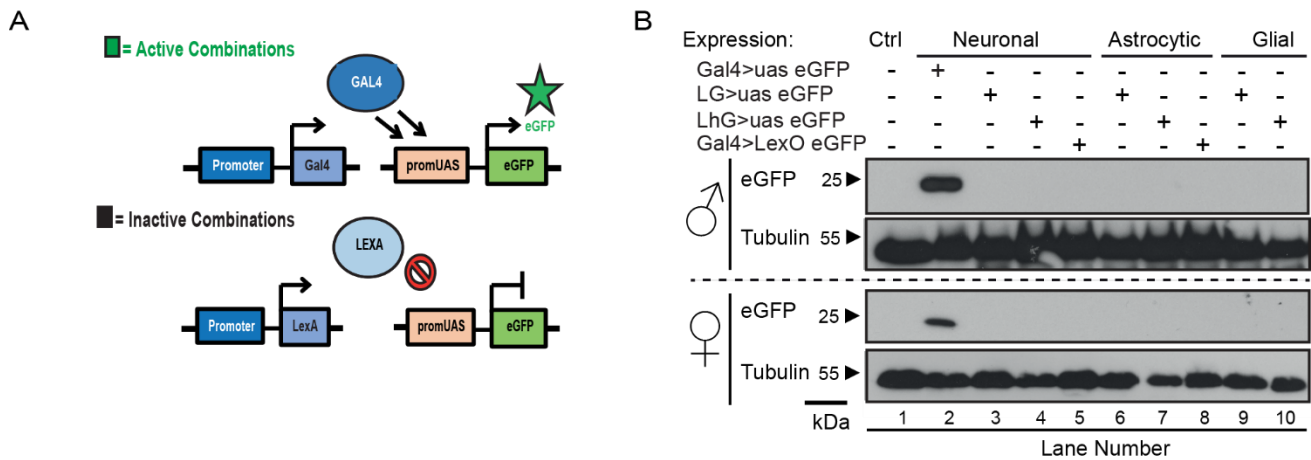 A
= Active Combinations
GAL4
eGFP
Promoter Gal4 promUAS eGFP
= Inactive Combinations
LEXA
Promoter LexA promUAS eGFP
B
Expression: Ctrl Neuronal Astrocytic Glial
Gal4>uas eGFP - + - - - - - - - -
LG>uas eGFP - - + - - + - - + -
LhG>uas eGFP - - - + - - + - - +
Gal4>LexO eGFP - - - - + - - + - -
♂ eGFP 25
Tubulin 55
♀ eGFP 25
Tubulin 55
kDa 1 2 3 4 5 6 7 8 9 10
Lane Number